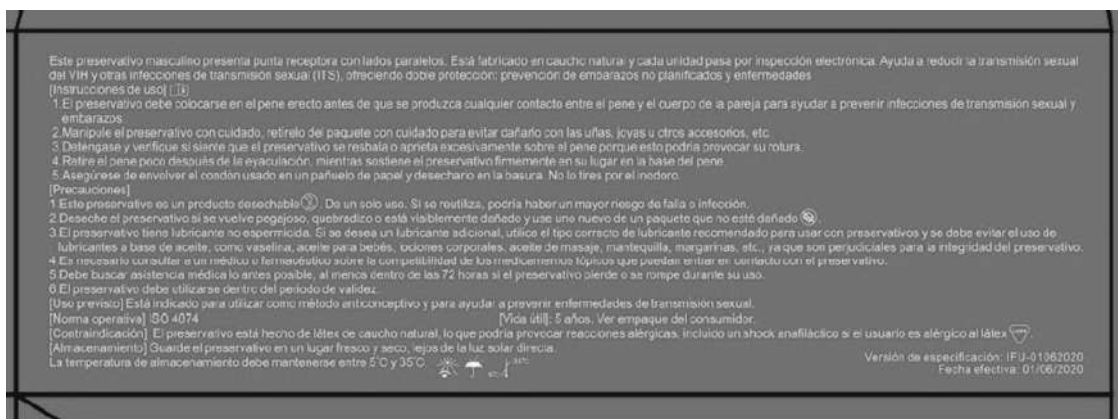 Este preservativo masculino presenta punta receptora con lados paralelos. Está fabricado en caucho natural y cada unidad pasa por inspección electrónica. Ayuda a reducir la transmisión sexual
del VIH y otras infecciones de transmisión sexual (ITS), ofreciendo doble protección: prevención de embarazos no planificados y enfermedades
[Instrucciones de uso]
1.El preservativo debe colocarse en el pene erecto antes de que se produzca cualquier contacto entre el pene y el cuerpo de la pareja para ayudar a prevenir infecciones de transmisión sexual y
embarazos.
2.Manipule el preservativo con cuidado, retírelo del paquete con cuidado para evitar dañarlo con las uñas, joyas u otros accesorios, etc.
3.Deténgase y verifique si siente que el preservativo se resbala o aprieta excesivamente sobre el pene porque esto podría provocar su rotura.
4.Retire el pene poco después de la eyaculación, mientras sostiene el preservativo firmemente en su lugar en la base del pene.
5.Asegúrese de envolver el condón usado en un pañuelo de papel y desecharlo en la basura. No lo tires por el inodoro.
[Precauciones]
1.Este preservativo es un producto desechable. De un solo uso. Si se reutiliza, podría haber un mayor riesgo de falla o infección.
2.Deseche el preservativo si se vuelve pegajoso, quebradizo o está visiblemente dañado y use uno nuevo de un paquete que no esté dañado
3.El preservativo tiene lubricante no espermicida. Si se desea un lubricante adicional, utilice el tipo correcto de lubricante recomendado para usar con preservativos y se debe evitar el uso de
lubricantes a base de aceite, como vaselina, aceite para bebés, lociones corporales, aceite de masaje, mantequilla, margarinas, etc., ya que son perjudiciales para la integridad del preservativo.
4.Es necesario consultar a un médico o farmacéutico sobre la compatibilidad de los medicamentos tópicos que puedan entrar en contacto con el preservativo.
5.Debe buscar asistencia médica lo antes posible, al menos dentro de las 72 horas si el preservativo pierde o se rompe durante su uso.
6.El preservativo debe utilizarse dentro del periodo de validez.
[Uso previsto] Está indicado para utilizar como método anticonceptivo y para ayudar a prevenir enfermedades de transmisión sexual.
[Norma operativa] ISO 4074 [Vida útil]: 5 años. Ver empaque del consumidor.
[Contraindicación] El preservativo está hecho de látex de caucho natural, lo que podría provocar reacciones alérgicas, incluido un shock anafiláctico si el usuario es alérgico al látex
[Almacenamiento] Guarde el preservativo en un lugar fresco y seco, lejos de la luz solar directa.
La temperatura de almacenamiento debe mantenerse entre 5°C y 35°C.
Versión de especificación: IFU-01062020
Fecha efectiva: 01/06/2020